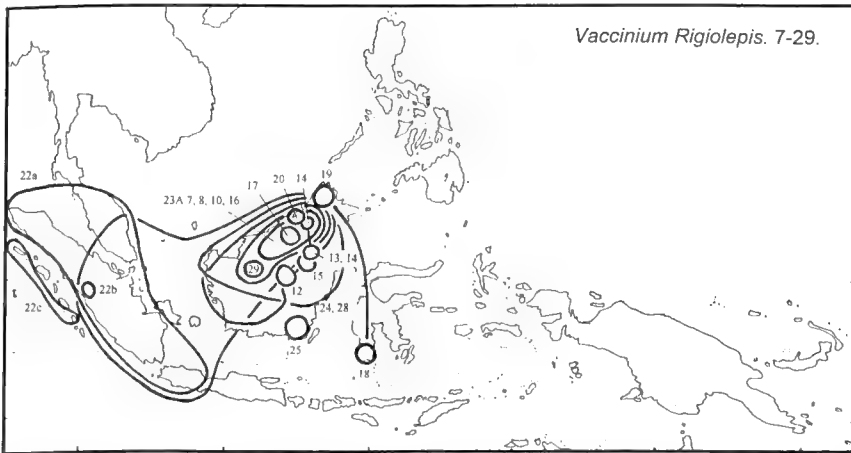 Vaccinium Rigiolepis. 7-29.
19
22a
20
14
17
23A 7, 8, 10, 16
13, 14
29
15
22b
12
22c
24, 28
25
18